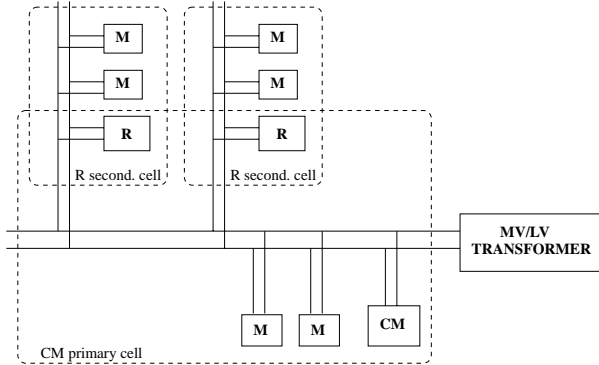 M
M
M
M
R
R
R second. cell
R second. cell
MV/LV
TRANSFORMER
M
M
CM
CM primary cell